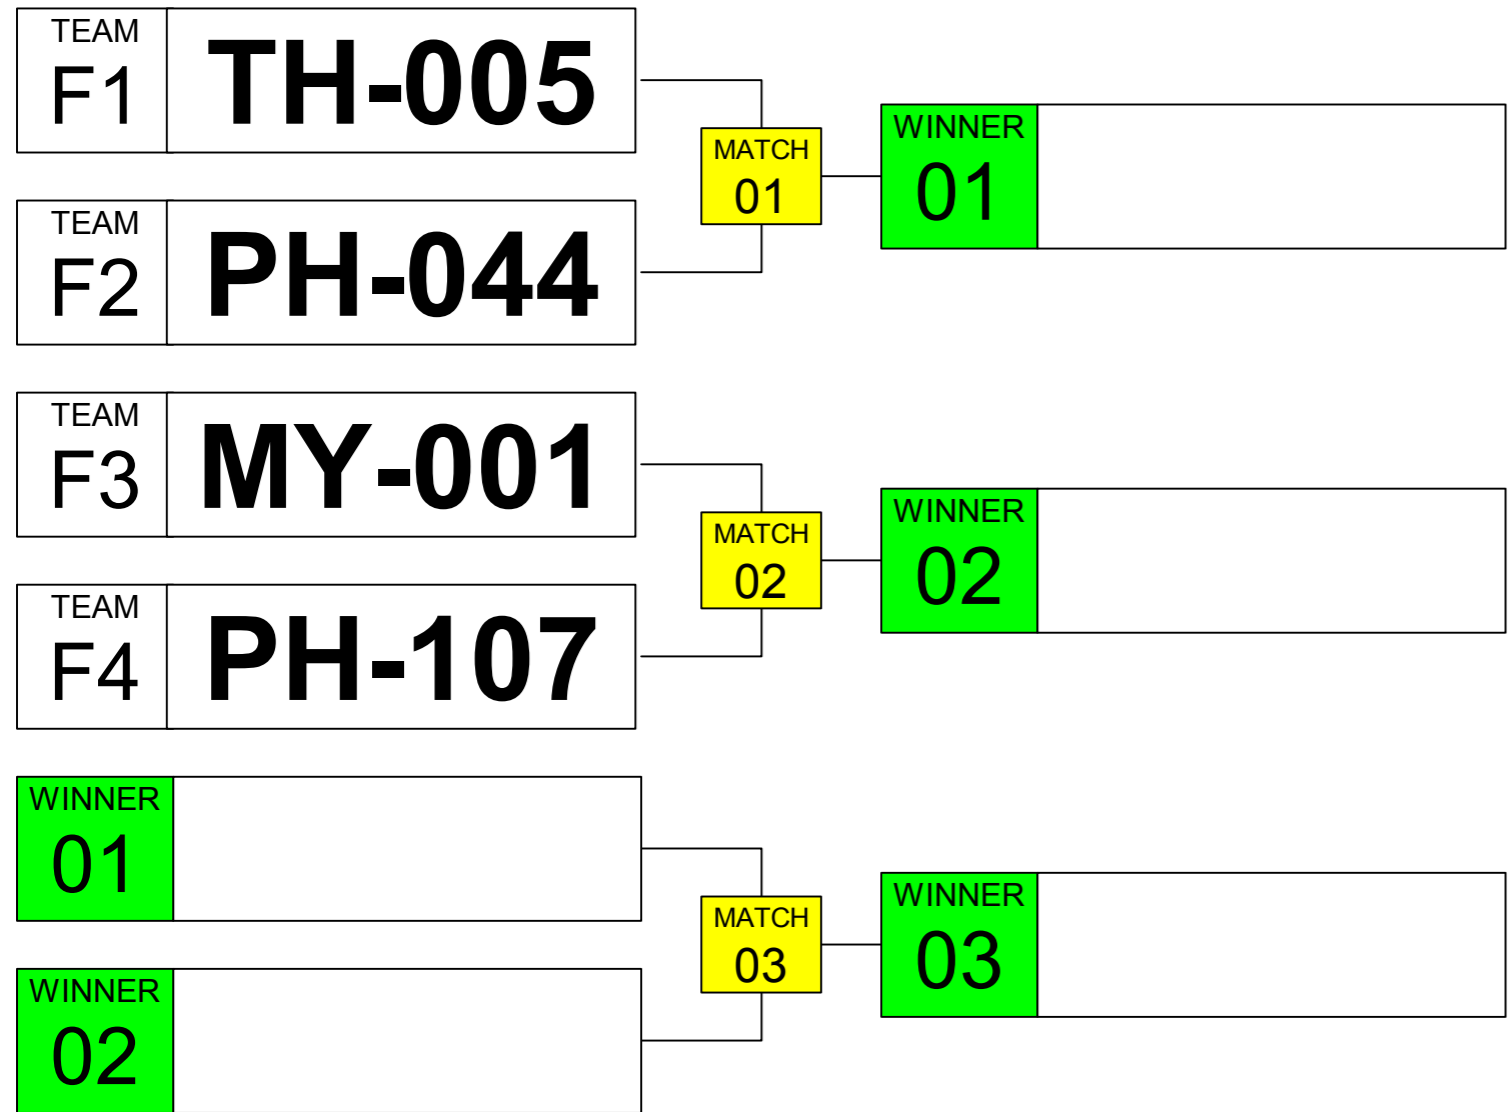 TEAM
F1
TH-005
TEAM
F2
PH-044
MATCH
01
WINNER
01
TEAM
F3
MY-001
TEAM
F4
PH-107
MATCH
02
WINNER
02
WINNER
01
WINNER
02
MATCH
03
WINNER
03